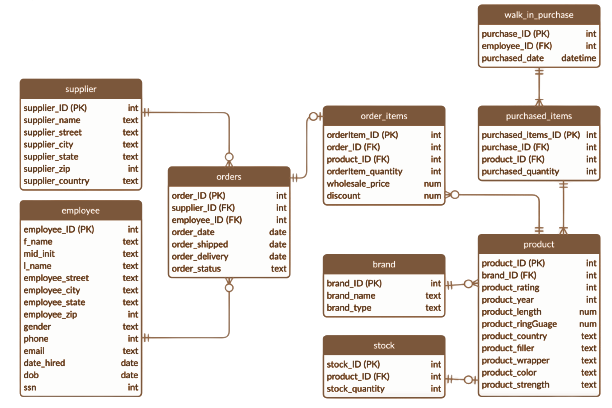 walk_in_purchase
purchase_ID (PK) int
employee_ID (FK) int
purchased_date datetime
supplier
supplier_ID (PK) int
supplier_name text
supplier_street text
supplier_city text
supplier_state text
supplier_zip int
supplier_country text
order_items
orderItem_ID (PK) int
order_ID (FK) int
product_ID (FK) int
orderItem_quantity int
wholesale_price num
discount num
purchased_items
purchased_items_ID (PK) int
purchase_ID (FK) int
product_ID (FK) int
purchased_quantity int
orders
order_ID (PK) int
supplier_ID (FK) int
employee_ID (FK) int
order_date date
order_shipped date
order_delivery date
order_status text
employee
employee_ID (PK) int
f_name text
mid_init text
l_name text
employee_street text
employee_city text
employee_state text
employee_zip int
gender text
phone int
email text
date_hired date
dob date
ssn int
brand
brand_ID (PK) int
brand_name text
brand_type text
product
product_ID (PK) int
brand_ID (FK) int
product_rating int
product_year int
product_length num
product_ringGuage num
product_country text
product_filler text
product_wrapper text
product_color text
product_strength text
stock
stock_ID (PK) int
product_ID (FK) int
stock_quantity int